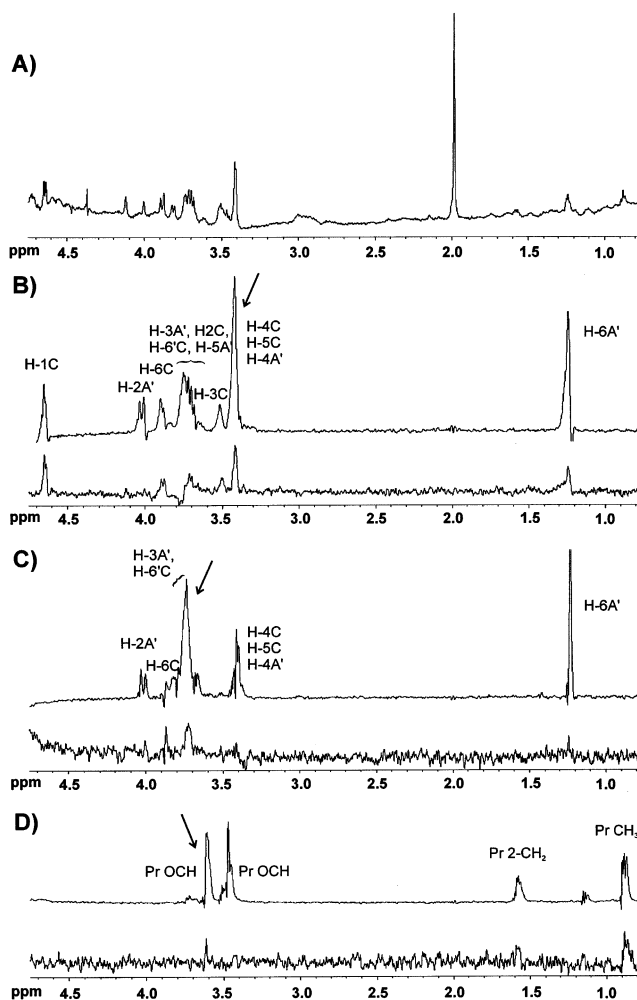 A)
ppm 4.5 4.0 3.5 3.0 2.5 2.0 1.5 1.0
B)
H-3A', H2C,
H-6'C, H-5A'
H-4C
H-5C
H-4A'
H-6A'
H-1C
H-6C
H-2A'
H-3C
ppm 4.5 4.0 3.5 3.0 2.5 2.0 1.5 1.0
C)
H-3A',
H-6'C
H-6A'
H-2A'
H-6C
H-4C
H-5C
H-4A'
ppm 4.5 4.0 3.5 3.0 2.5 2.0 1.5 1.0
D)
Pr CH3
Pr OCH
Pr OCH
Pr 2-CH2
ppm 4.5 4.0 3.5 3.0 2.5 2.0 1.5 1.0